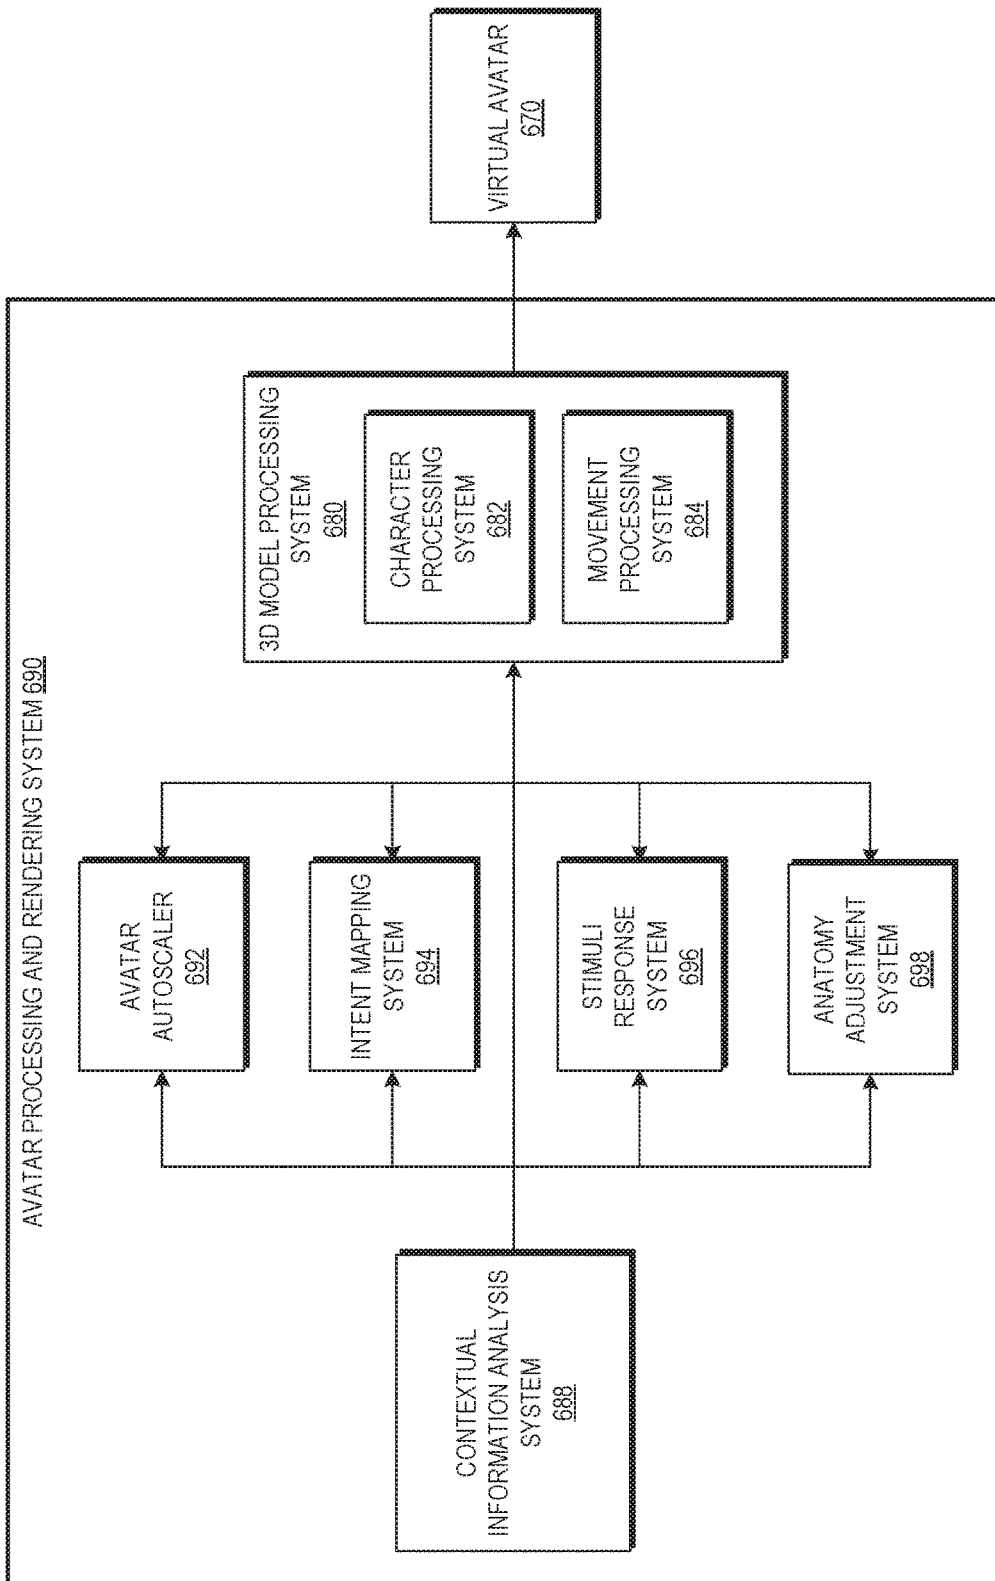 AVATAR PROCESSING AND RENDERING SYSTEM 690
CONTEXTUAL
INFORMATION ANALYSIS
SYSTEM
688
AVATAR
AUTOSCALER
692
INTENT MAPPING
SYSTEM
694
STIMULI
RESPONSE
SYSTEM
696
ANATOMY
ADJUSTMENT
SYSTEM
698
3D MODEL PROCESSING
SYSTEM
680
CHARACTER
PROCESSING
SYSTEM
682
MOVEMENT
PROCESSING
SYSTEM
684
VIRTUAL AVATAR
670